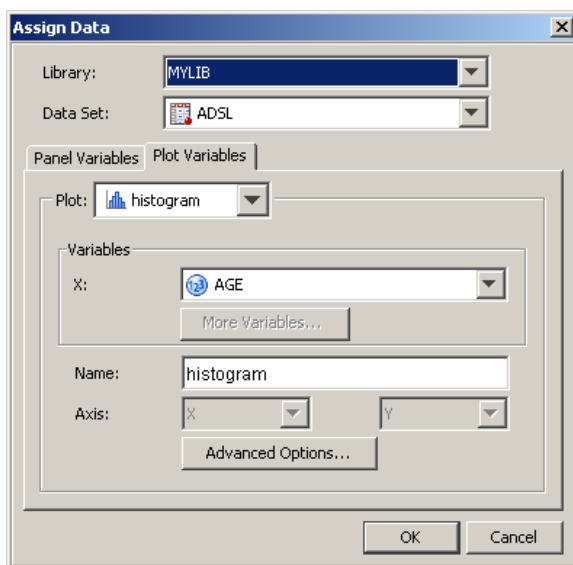 Assign Data
Library: MYLIB
Data Set: ADSL
Panel Variables Plot Variables
Plot: histogram
Variables
X: 123 AGE
More Variables...
Name: histogram
Axis: X Y
Advanced Options...
OK Cancel